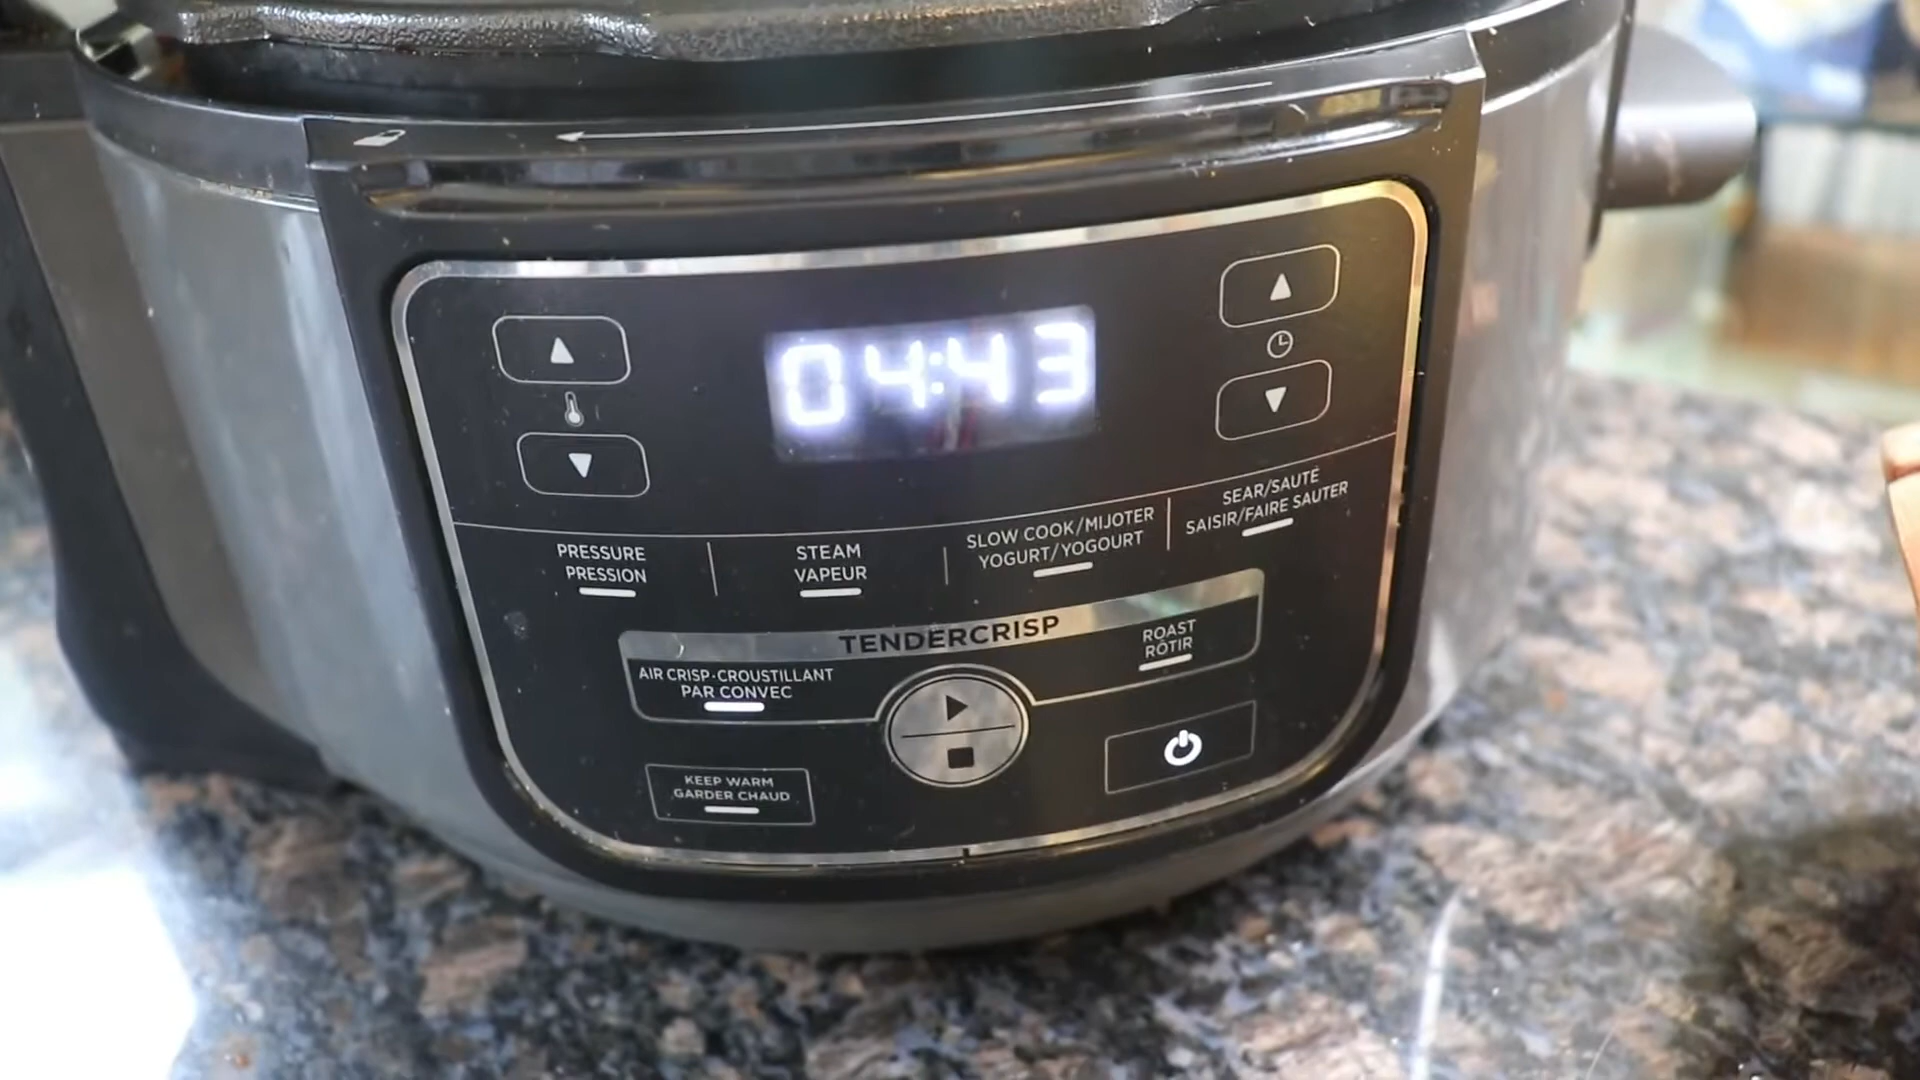 04:43
PRESSURE
PRESSION
STEAM
VAPEUR
SLOW COOK/MIJOTER
YOGURT/YOGOURT
SEAR/SAUTÉ
SAISIR/FAIRE SAUTER
TENDERCRISP
AIR CRISP·CROUSTILLANT
PAR CONVEC
ROAST
RÔTIR
KEEP WARM
GARDER CHAUD